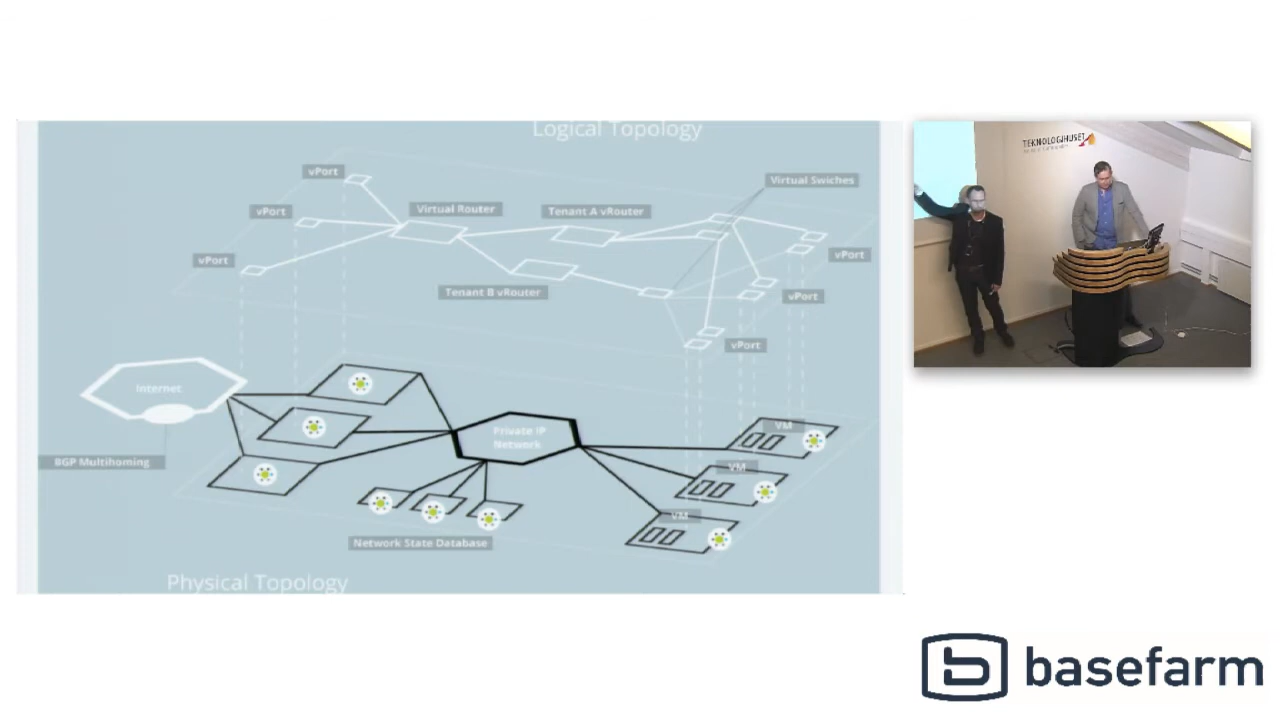 Logical Topology
vPort
Virtual Swiches
vPort
Virtual Router
Tenant A vRouter
vPort
vPort
Tenant B vRouter
vPort
vPort
Internet
Private IP
Network
VM
BGP Multihoming
VM
VM
Network State Database
Physical Topology
TEKNOLOGIHUSET
basefarm